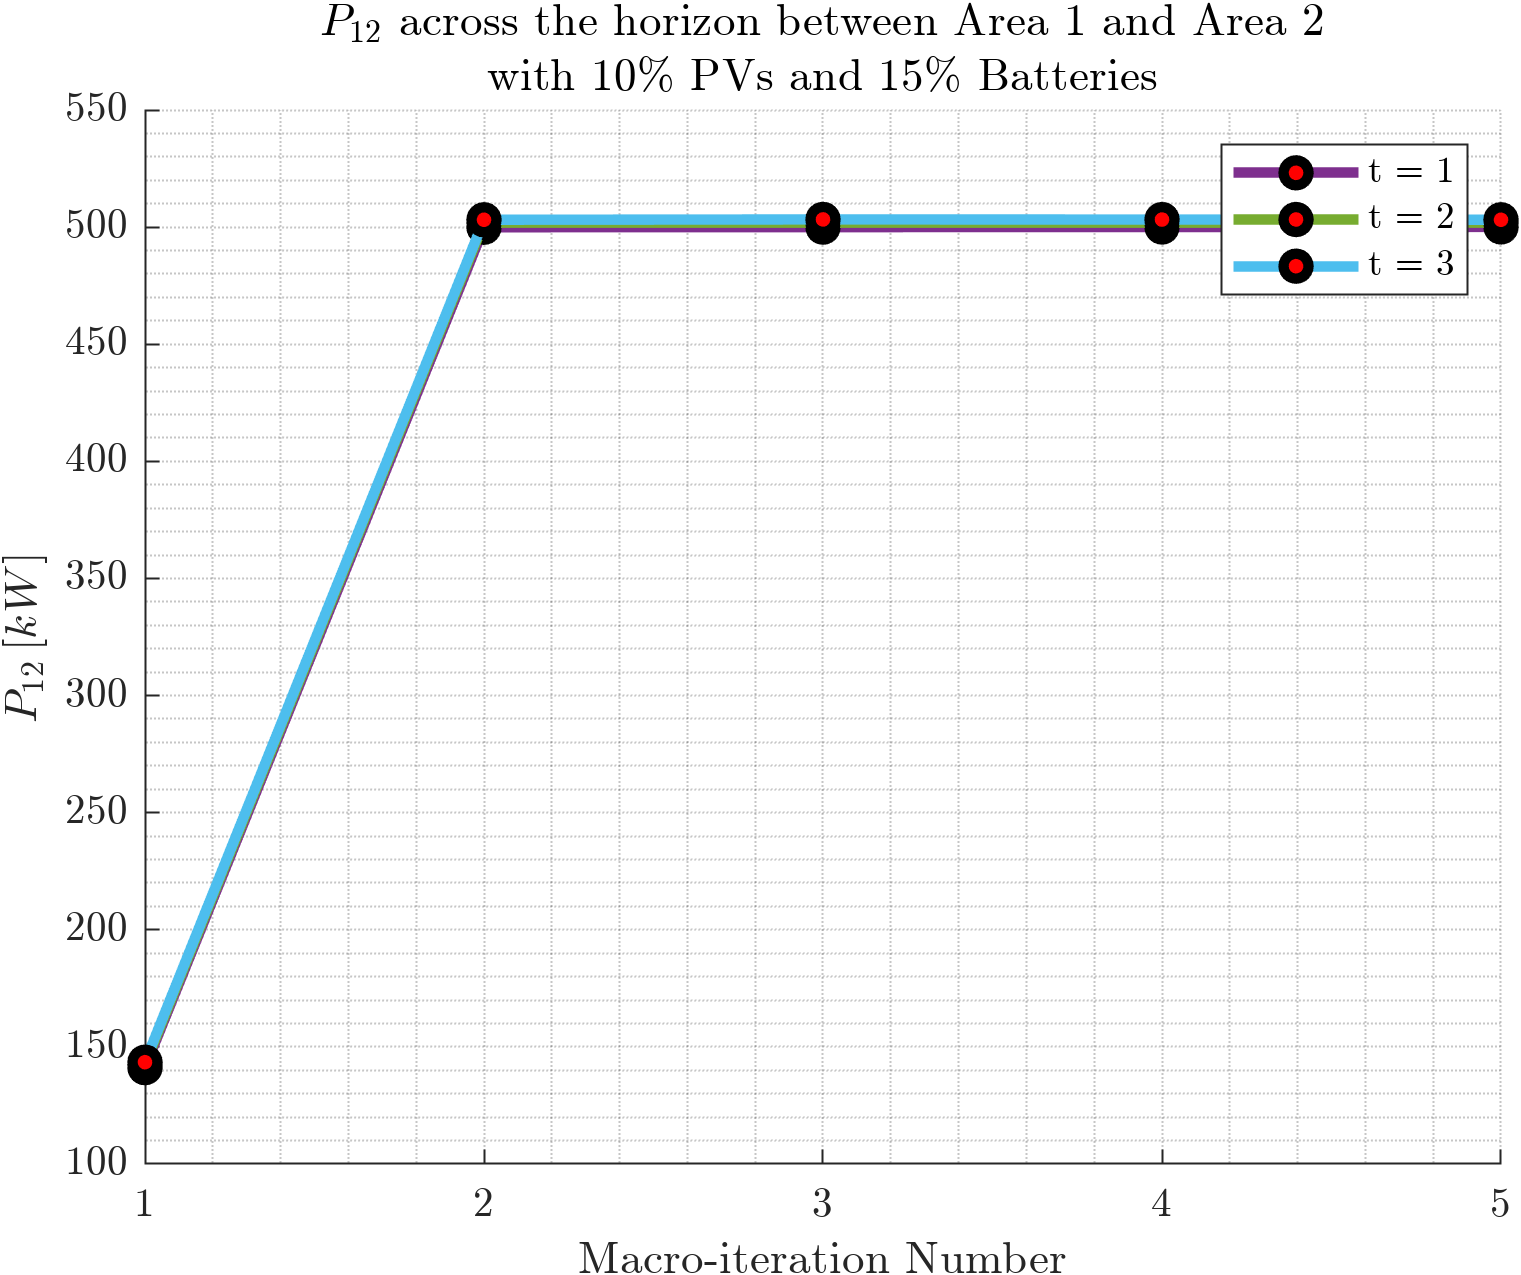 P12 across the horizon between Area 1 and Area 2
with 10% PVs and 15% Batteries
550
500
450
400
350
300
250
200
150
100
P12 [kW]
t = 1
t = 2
t = 3
1 2 3 4 5
Macro-iteration Number